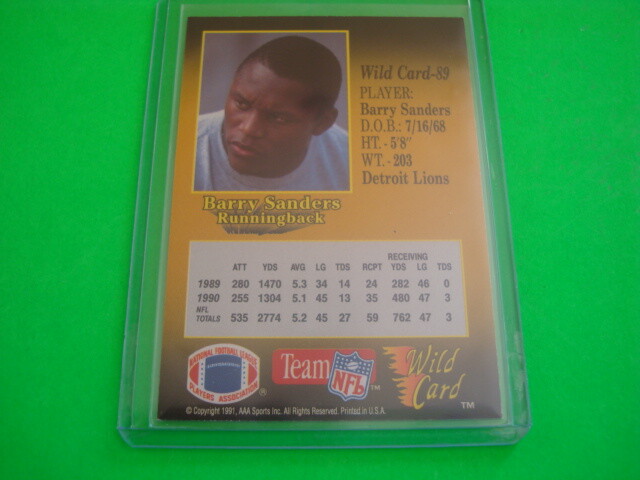 Wild Card-89
PLAYER:
Barry Sanders
D.O.B.: 7/16/68
HT. - 5'8"
WT. - 203
Detroit Lions
Barry Sanders
Runningback
RECEIVING
ATT YDS AVG LG TDS RCPT YDS LG TDS
1989 280 1470 5.3 34 14 24 282 46 0
1990 255 1304 5.1 45 13 35 480 47 3
NFL
TOTALS 535 2774 5.2 45 27 59 762 47 3
NATIONAL FOOTBALL LEAGUE
PLAYERS ASSOCIATION ®
Team NFL ™
Wild
Card ™
© Copyright 1991, AAA Sports Inc. All Rights Reserved. Printed in U.S.A.